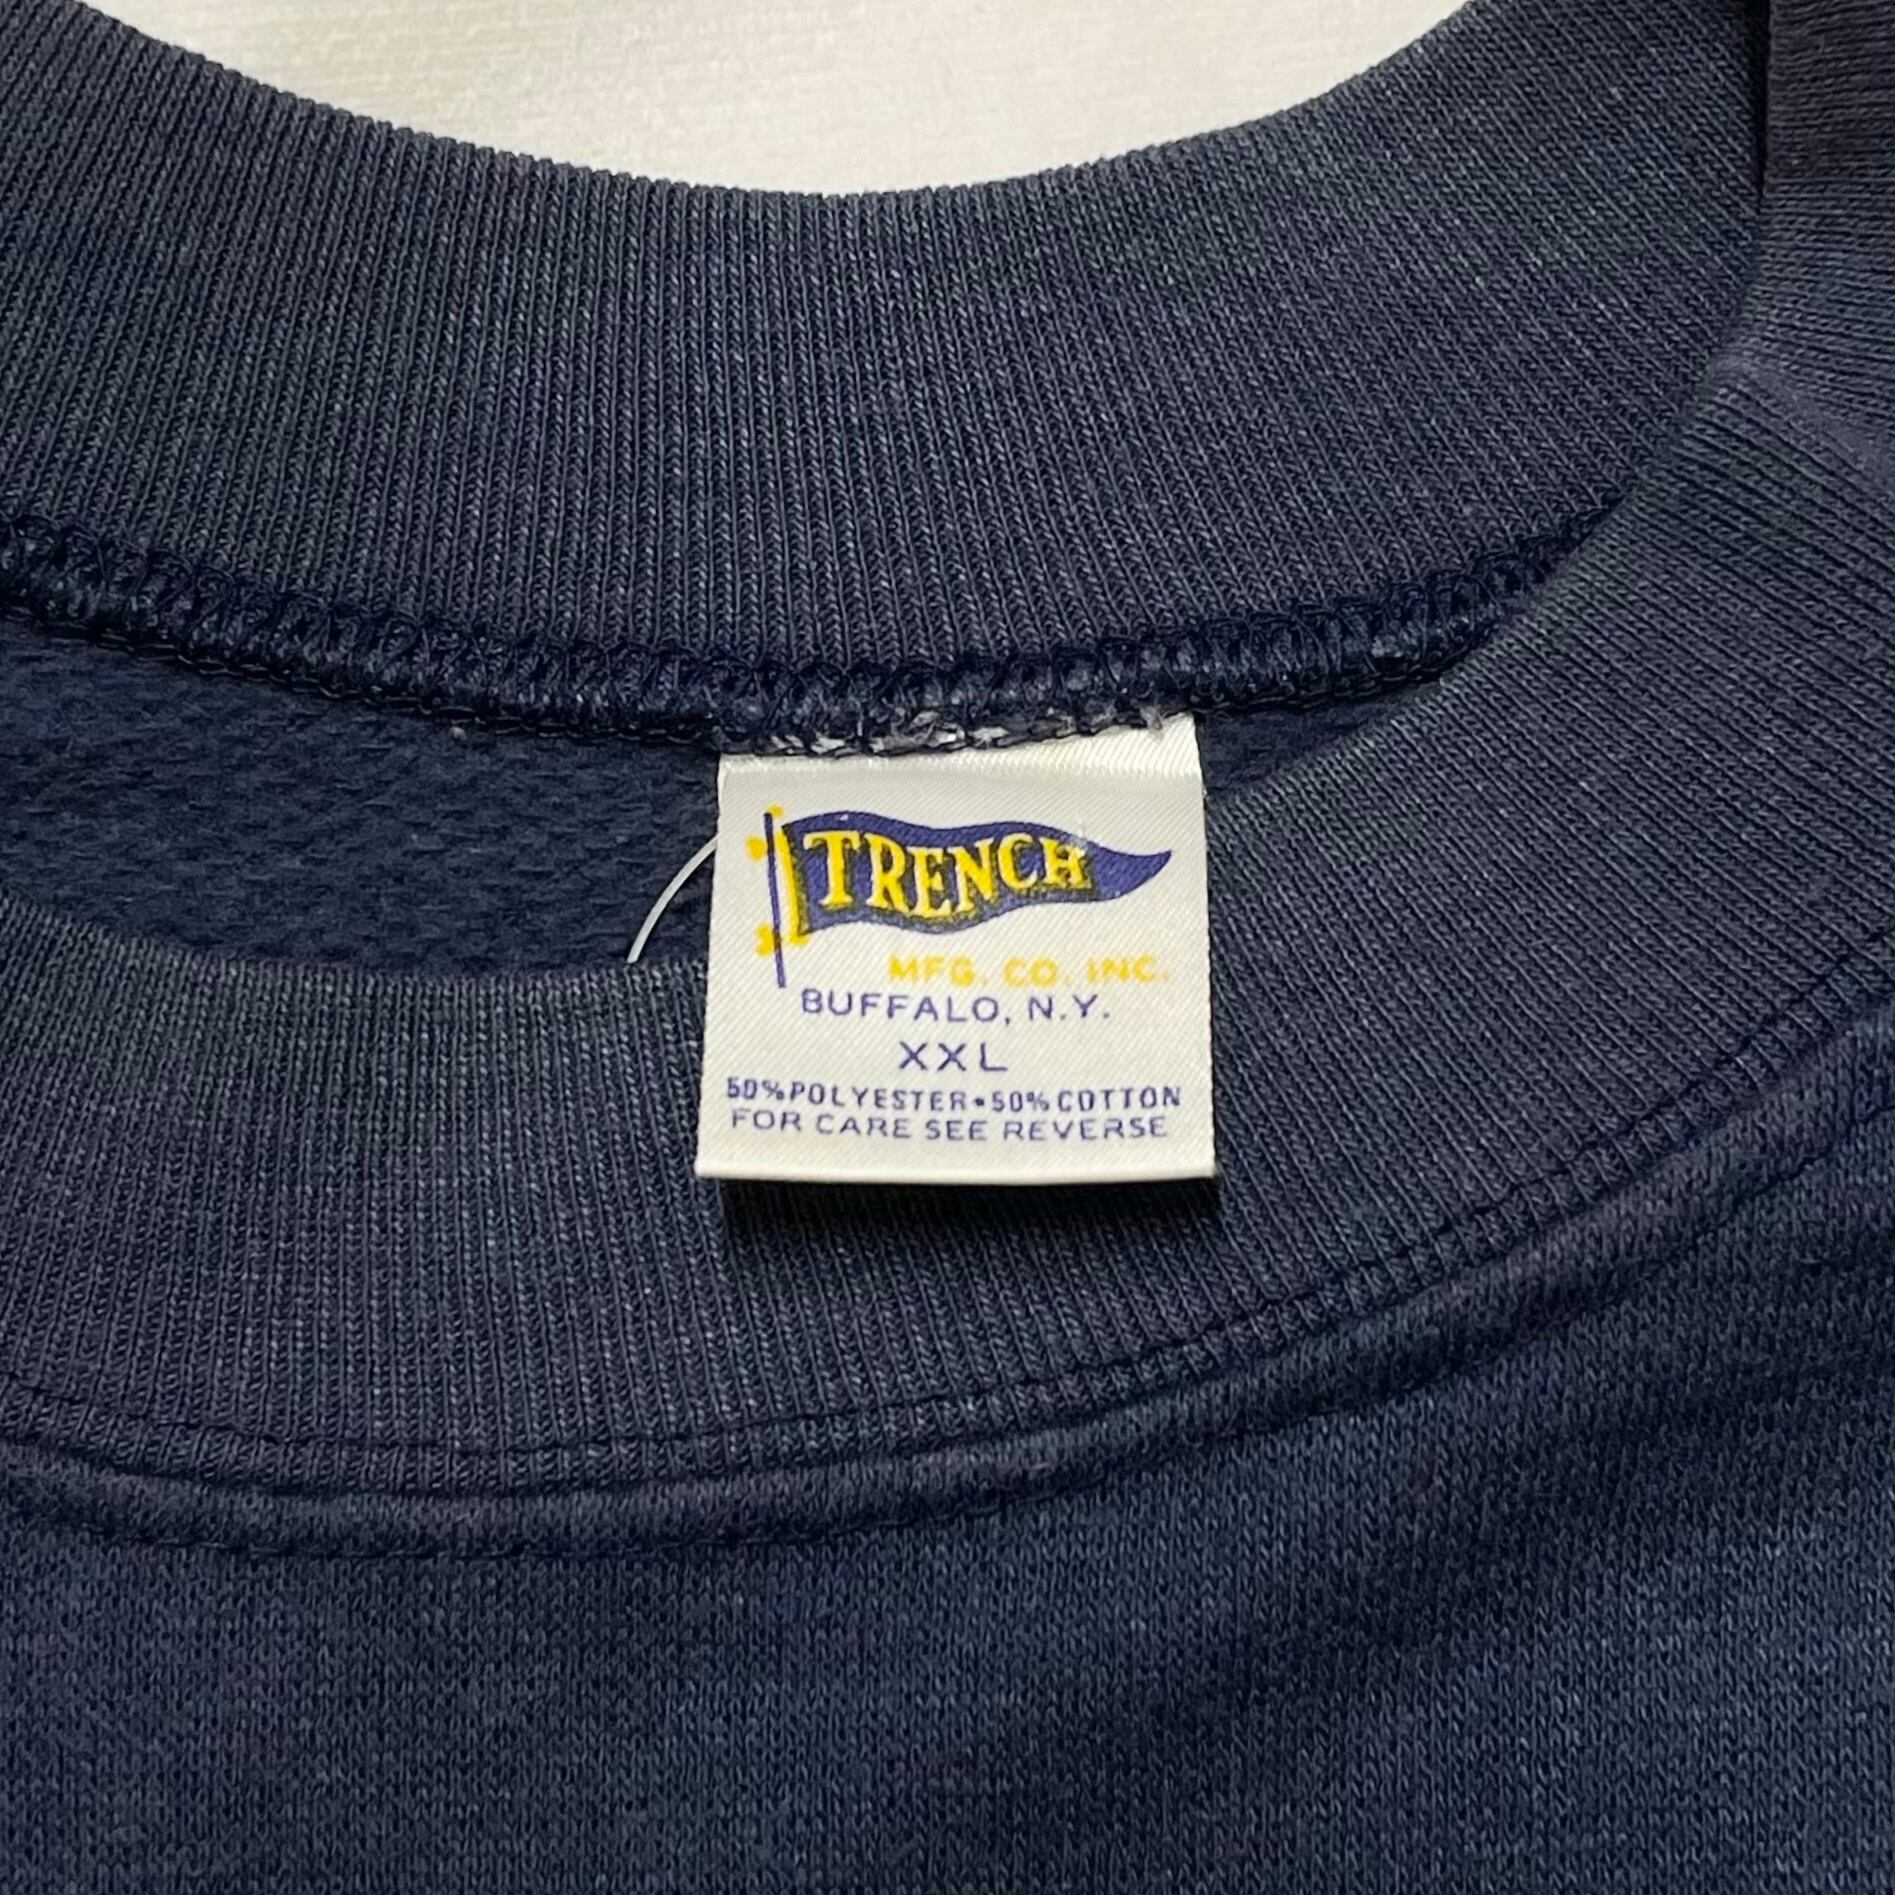 TRENCH
MFG. CO. INC.
BUFFALO, N.Y.
XXL
50% POLYESTER • 50% COTTON
FOR CARE SEE REVERSE